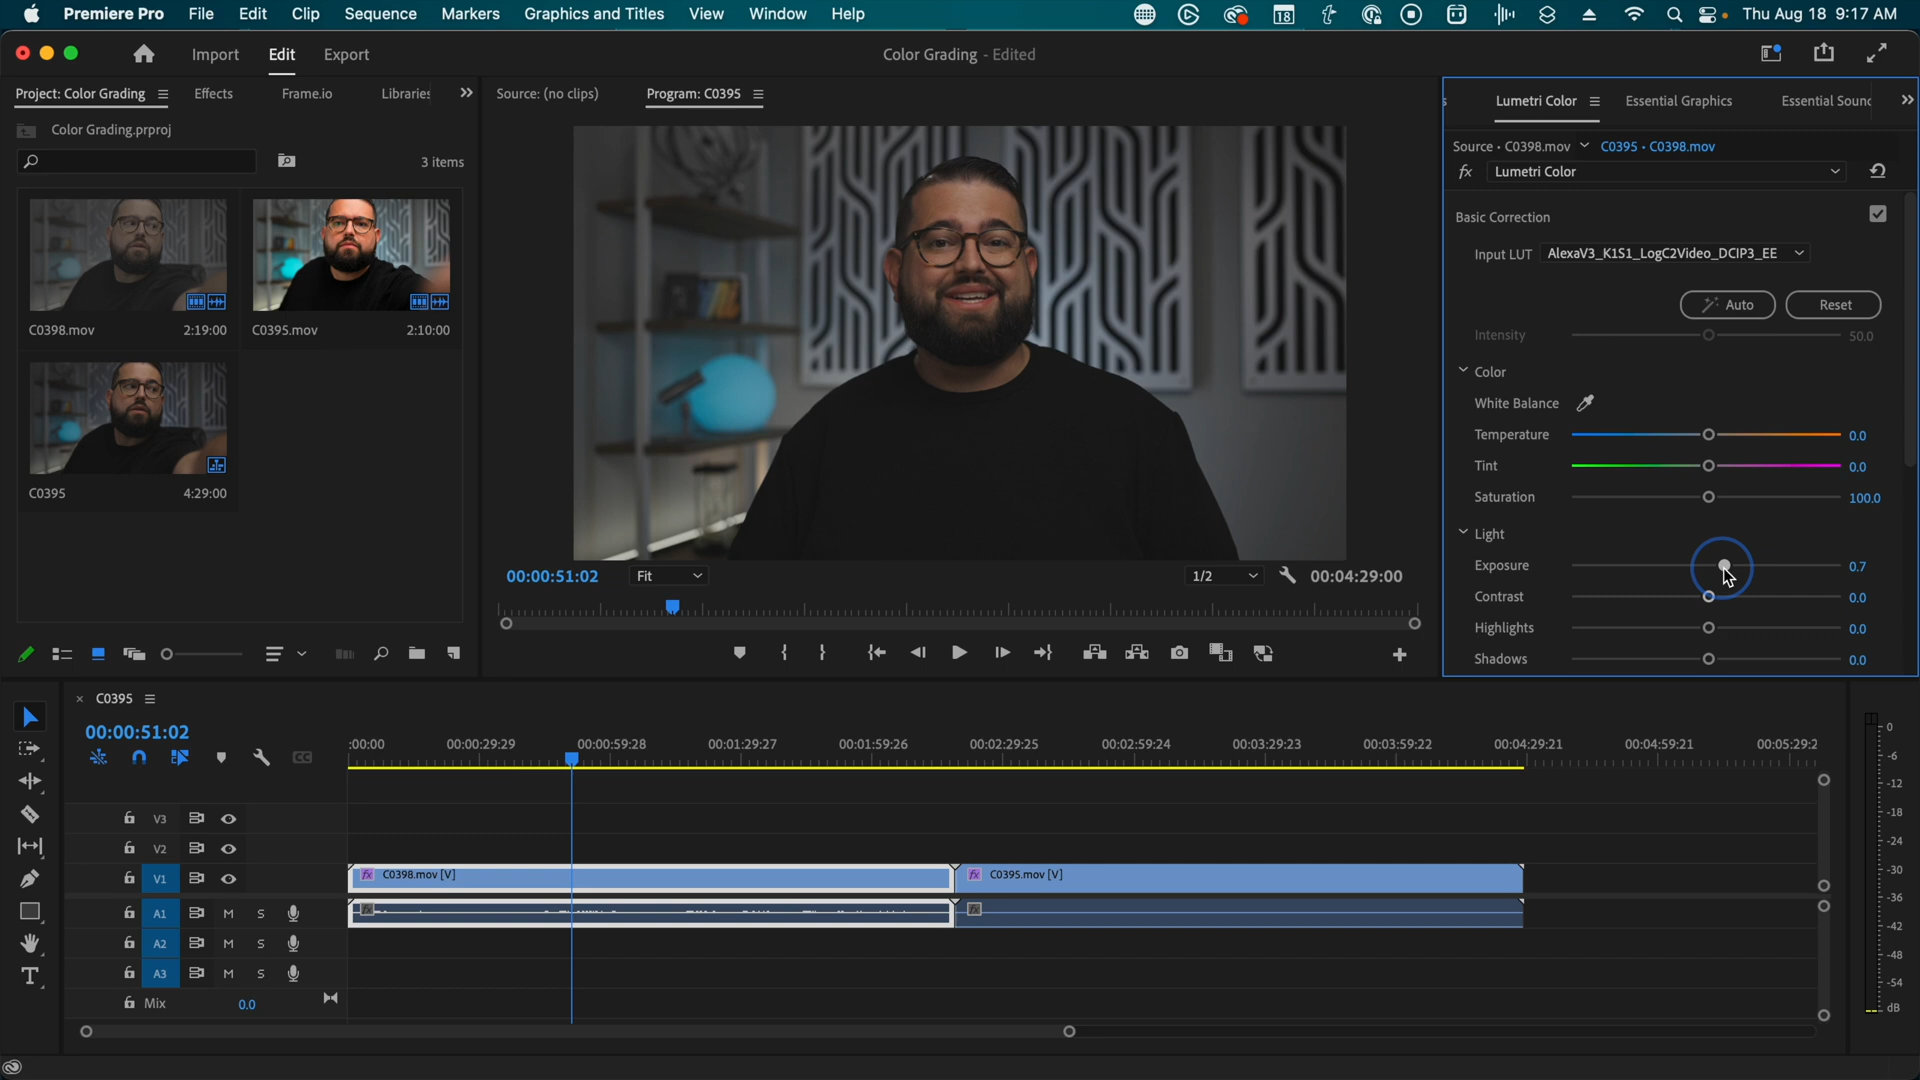 Premiere Pro File Edit Clip Sequence Markers Graphics and Titles View Window Help 18 Thu Aug 18 9:17 AM
Import Edit Export Color Grading - Edited
Project: Color Grading Effects Frame.io Libraries Source: (no clips) Program: C0395 Lumetri Color Essential Graphics Essential Sound
Color Grading.prproj
3 items
C0398.mov 2:19:00 C0395.mov 2:10:00
C0395 4:29:00
00:00:51:02 Fit 1/2 00:04:29:00
Source • C0398.mov C0395 • C0398.mov
fx Lumetri Color
Basic Correction
Input LUT AlexaV3_K1S1_LogC2Video_DCIP3_EE
Auto Reset
Intensity 50.0
Color
White Balance
Temperature 0.0
Tint 0.0
Saturation 100.0
Light
Exposure 0.7
Contrast 0.0
Highlights 0.0
Shadows 0.0
C0395
00:00:51:02
:00:00 00:00:29:29 00:00:59:28 00:01:29:27 00:01:59:26 00:02:29:25 00:02:59:24 00:03:29:23 00:03:59:22 00:04:29:21 00:04:59:21 00:05:29:2
CC
V3
V2
V1 fx C0398.mov [V] fx C0395.mov [V]
A1 M S
A2 M S
A3 M S
Mix 0.0
T
0
-6
-12
-18
-24
-30
-36
-42
-48
-54
dB